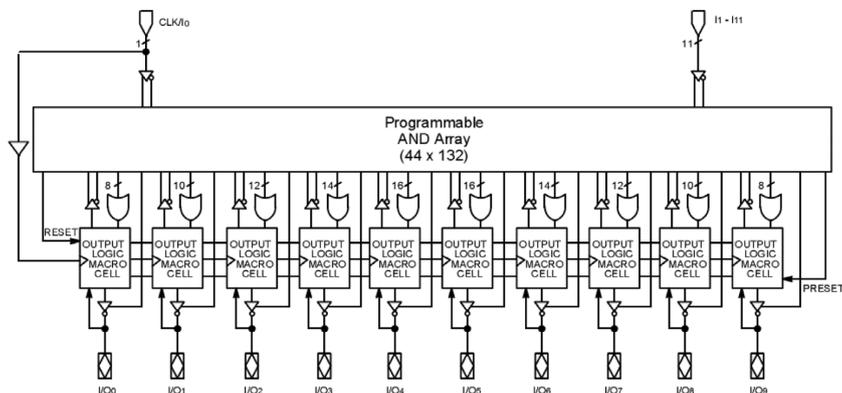 CLK/I0
I1 - I11
1
11
Programmable
AND Array
(44 x 132)
8
10
12
14
16
16
14
12
10
8
RESET
OUTPUT LOGIC MACRO CELL
OUTPUT LOGIC MACRO CELL
OUTPUT LOGIC MACRO CELL
OUTPUT LOGIC MACRO CELL
OUTPUT LOGIC MACRO CELL
OUTPUT LOGIC MACRO CELL
OUTPUT LOGIC MACRO CELL
OUTPUT LOGIC MACRO CELL
OUTPUT LOGIC MACRO CELL
OUTPUT LOGIC MACRO CELL
PRESET
I/O0
I/O1
I/O2
I/O3
I/O4
I/O5
I/O6
I/O7
I/O8
I/O9